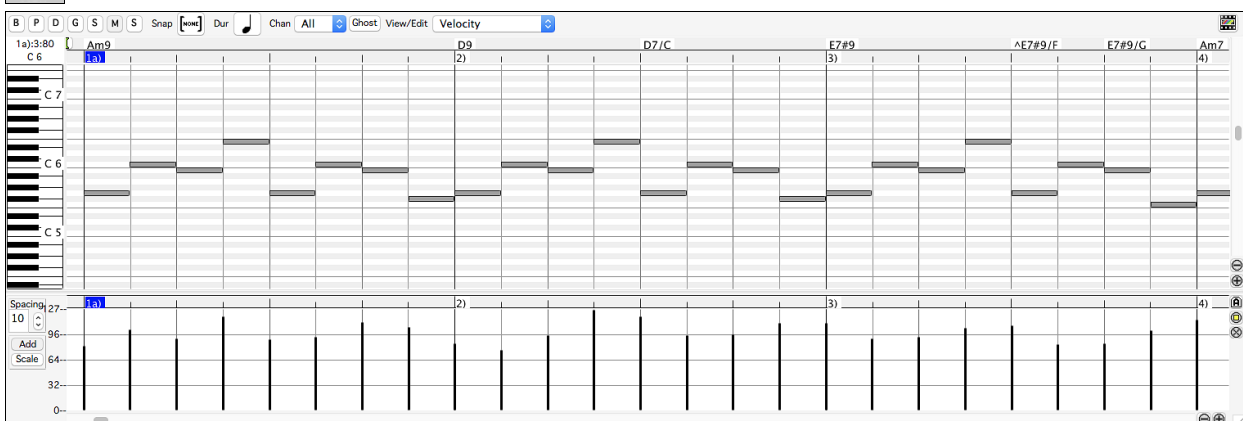 B P D G S M S Snap [NONE] Dur Chan All Ghost View/Edit Velocity
1a):3:80 Am9 D9 D7/C E7#9 ^E7#9/F E7#9/G Am7
C 6 1a) 2) 3) 4)
C 7
C 6
C 5
Spacing 1a) 2) 3) 4) A
127--
10
96--
Add
Scale 64--
32--
0--